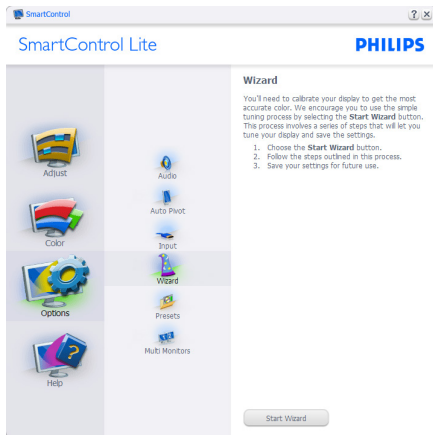 SmartControl
? x
SmartControl Lite
PHILIPS
Adjust
Color
Options
Help
Audio
Auto Pivot
Input
Wizard
Presets
Multi Monitors
Wizard
You'll need to calibrate your display to get the most
accurate color. We encourage you to use the simple
tuning process by selecting the Start Wizard button.
This process involves a series of steps that will let you
tune your display and save the settings.
1. Choose the Start Wizard button.
2. Follow the steps outlined in this process.
3. Save your settings for future use.
Start Wizard